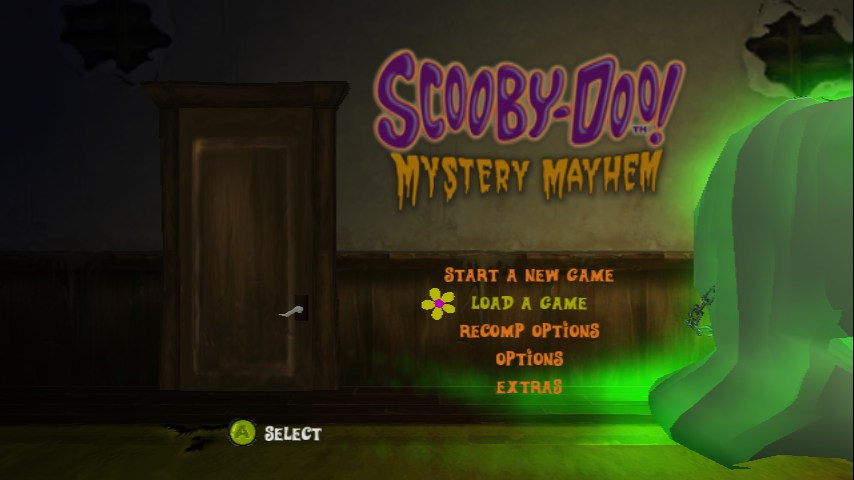 SCOOBY-DOO!
TM
MYSTERY MAYHEM
START A NEW GAME
LOAD A GAME
RECOMP OPTIONS
OPTIONS
EXTRAS
A SELECT